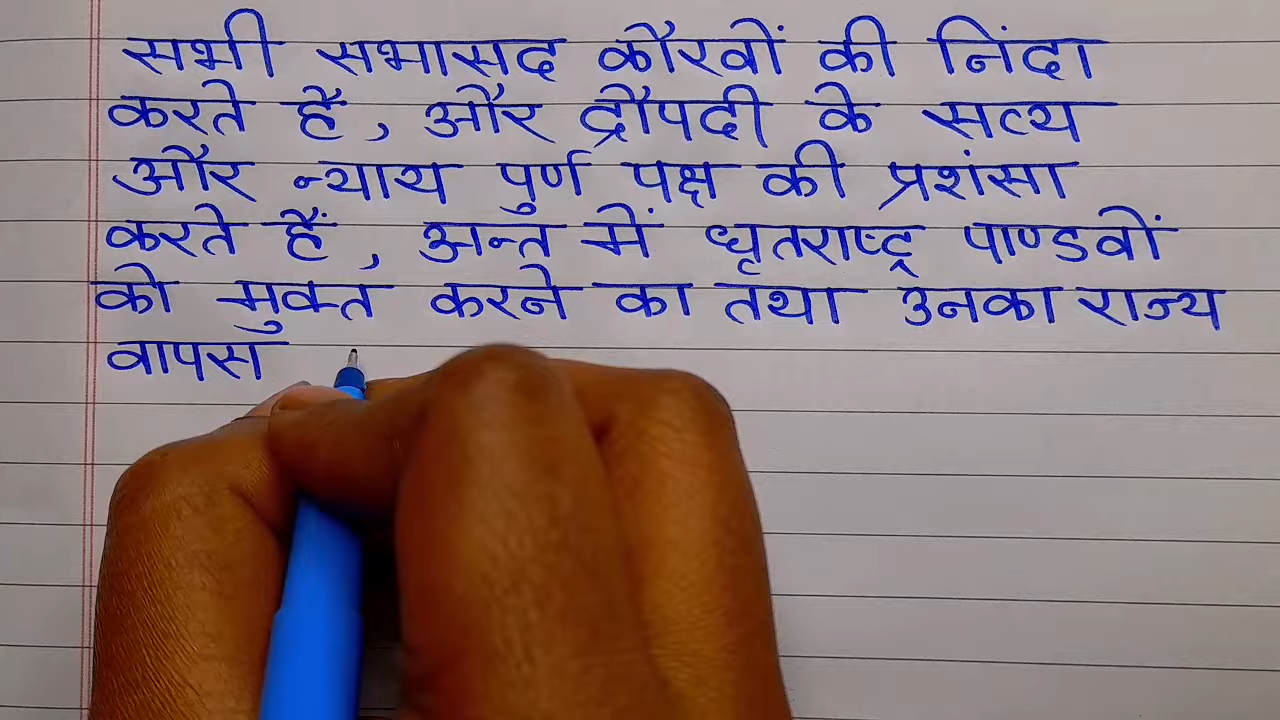 सभी सभासद कौरवों की निंदा
करते हैं, और द्रौपदी के सत्य
और न्याय पुर्ण पक्ष की प्रशंसा
करते हैं, अन्त में धृतराष्ट्र पाण्डवों
को मुक्त करने का तथा उनका राज्य
वापस